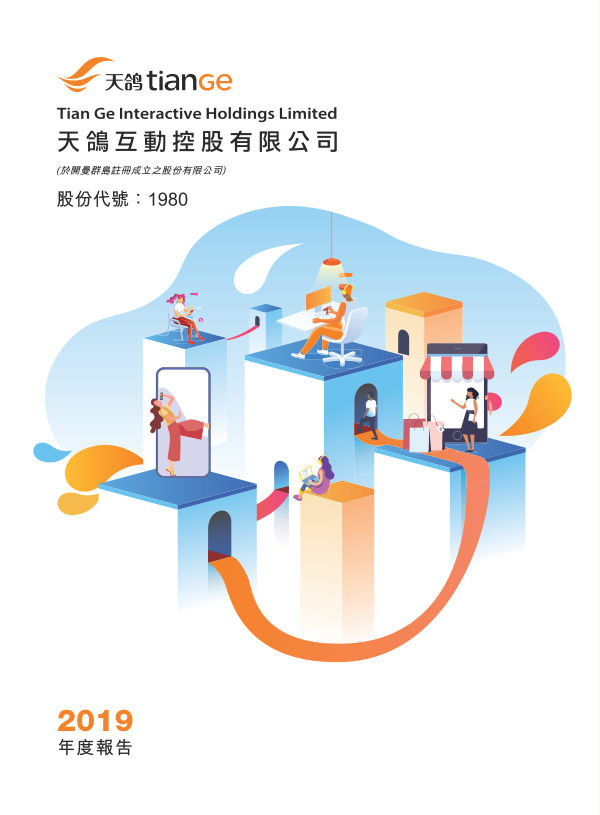 天鴿 tianGe
Tian Ge Interactive Holdings Limited
天鴿互動控股有限公司
(於開曼群島註冊成立之股份有限公司)
股份代號：1980
2019
年度報告